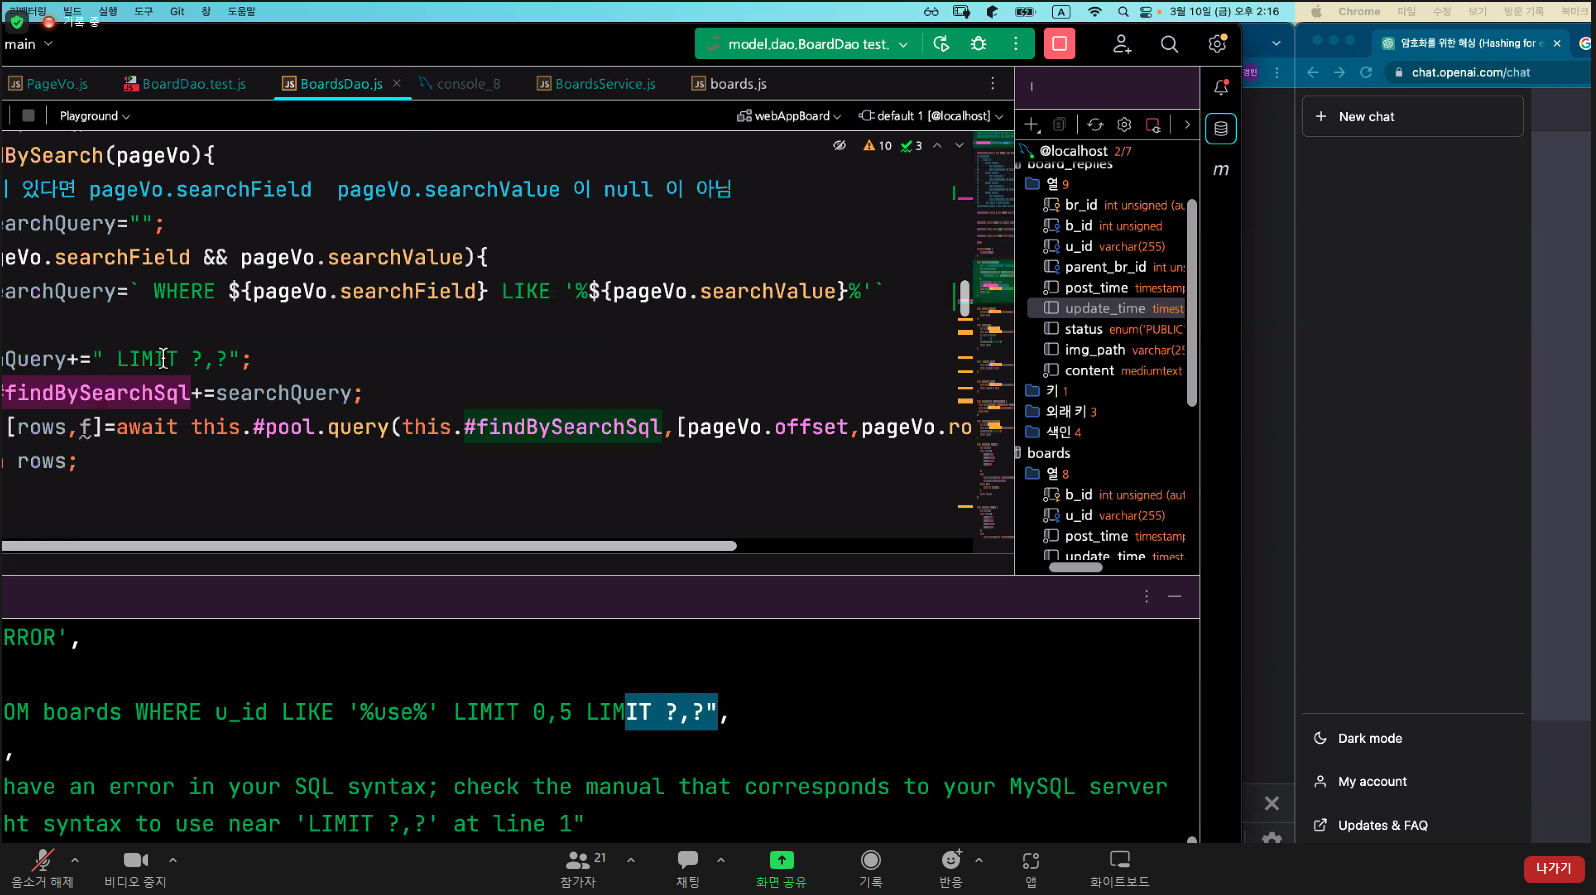 빌드 실행 도구 Git 창 도움말
A
3월 10일 (금) 오후 2:16
Chrome 파일 수정 보기 방문 기록 북마크
기록 중
main
model.dao.BoardDao test.
암호화를 위한 해싱 (Hashing for e
chat.openai.com/chat
PageVo.js
BoardDao.test.js
BoardsDao.js
console_8
BoardsService.js
boards.js
Playground
webAppBoard
default 1 [@localhost]
New chat
BySearch(pageVo){
10
3
@localhost 2/7
board_replies
있다면 pageVo.searchField pageVo.searchValue 이 null 이 아님
열 9
br_id int unsigned (au
earchQuery="";
b_id int unsigned
u_id varchar(255)
geVo.searchField && pageVo.searchValue){
parent_br_id int uns
earchQuery=` WHERE ${pageVo.searchField} LIKE '%${pageVo.searchValue}%'`
post_time timestamp
update_time timest
status enum('PUBLIC'
Query+=" LIMIT ?,?";
img_path varchar(25
content mediumtext
#findBySearchSql+=searchQuery;
키 1
외래 키 3
[rows,f]=await this.#pool.query(this.#findBySearchSql,[pageVo.offset,pageVo.ro
색인 4
boards
rows;
열 8
b_id int unsigned (aut
u_id varchar(255)
post_time timestamp
update_time timest
RROR',
OM boards WHERE u_id LIKE '%use%' LIMIT 0,5 LIMIT ?,?",
,
have an error in your SQL syntax; check the manual that corresponds to your MySQL server
ht syntax to use near 'LIMIT ?,?' at line 1"
Dark mode
My account
Updates & FAQ
음소거 해제
비디오 중지
21
참가자
채팅
화면 공유
기록
반응
앱
화이트보드
나가기